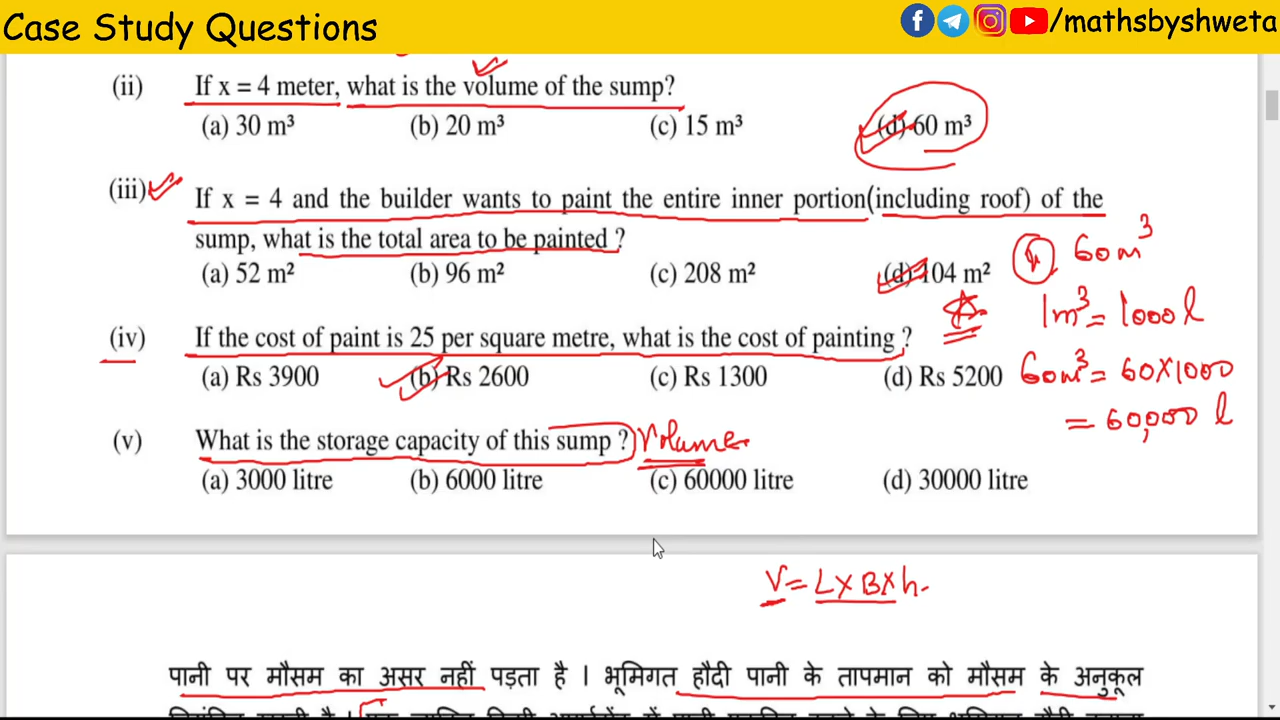 Case Study Questions
/mathsbyshweta
(ii) If x = 4 meter, what is the volume of the sump?
(a) 30 m³ (b) 20 m³ (c) 15 m³ (d) 60 m³
(iii) If x = 4 and the builder wants to paint the entire inner portion(including roof) of the
sump, what is the total area to be painted ?
(a) 52 m² (b) 96 m² (c) 208 m² (d) 104 m²
60m³
1m³ = 1000 l
(iv) If the cost of paint is 25 per square metre, what is the cost of painting ?
(a) Rs 3900 (b) Rs 2600 (c) Rs 1300 (d) Rs 5200
60m³ = 60×1000
= 60,000 l
(v) What is the storage capacity of this sump ? Volume
(a) 3000 litre (b) 6000 litre (c) 60000 litre (d) 30000 litre
V = L×B×h
पानी पर मौसम का असर नहीं पड़ता है । भूमिगत हौदी पानी के तापमान को मौसम के अनुकूल